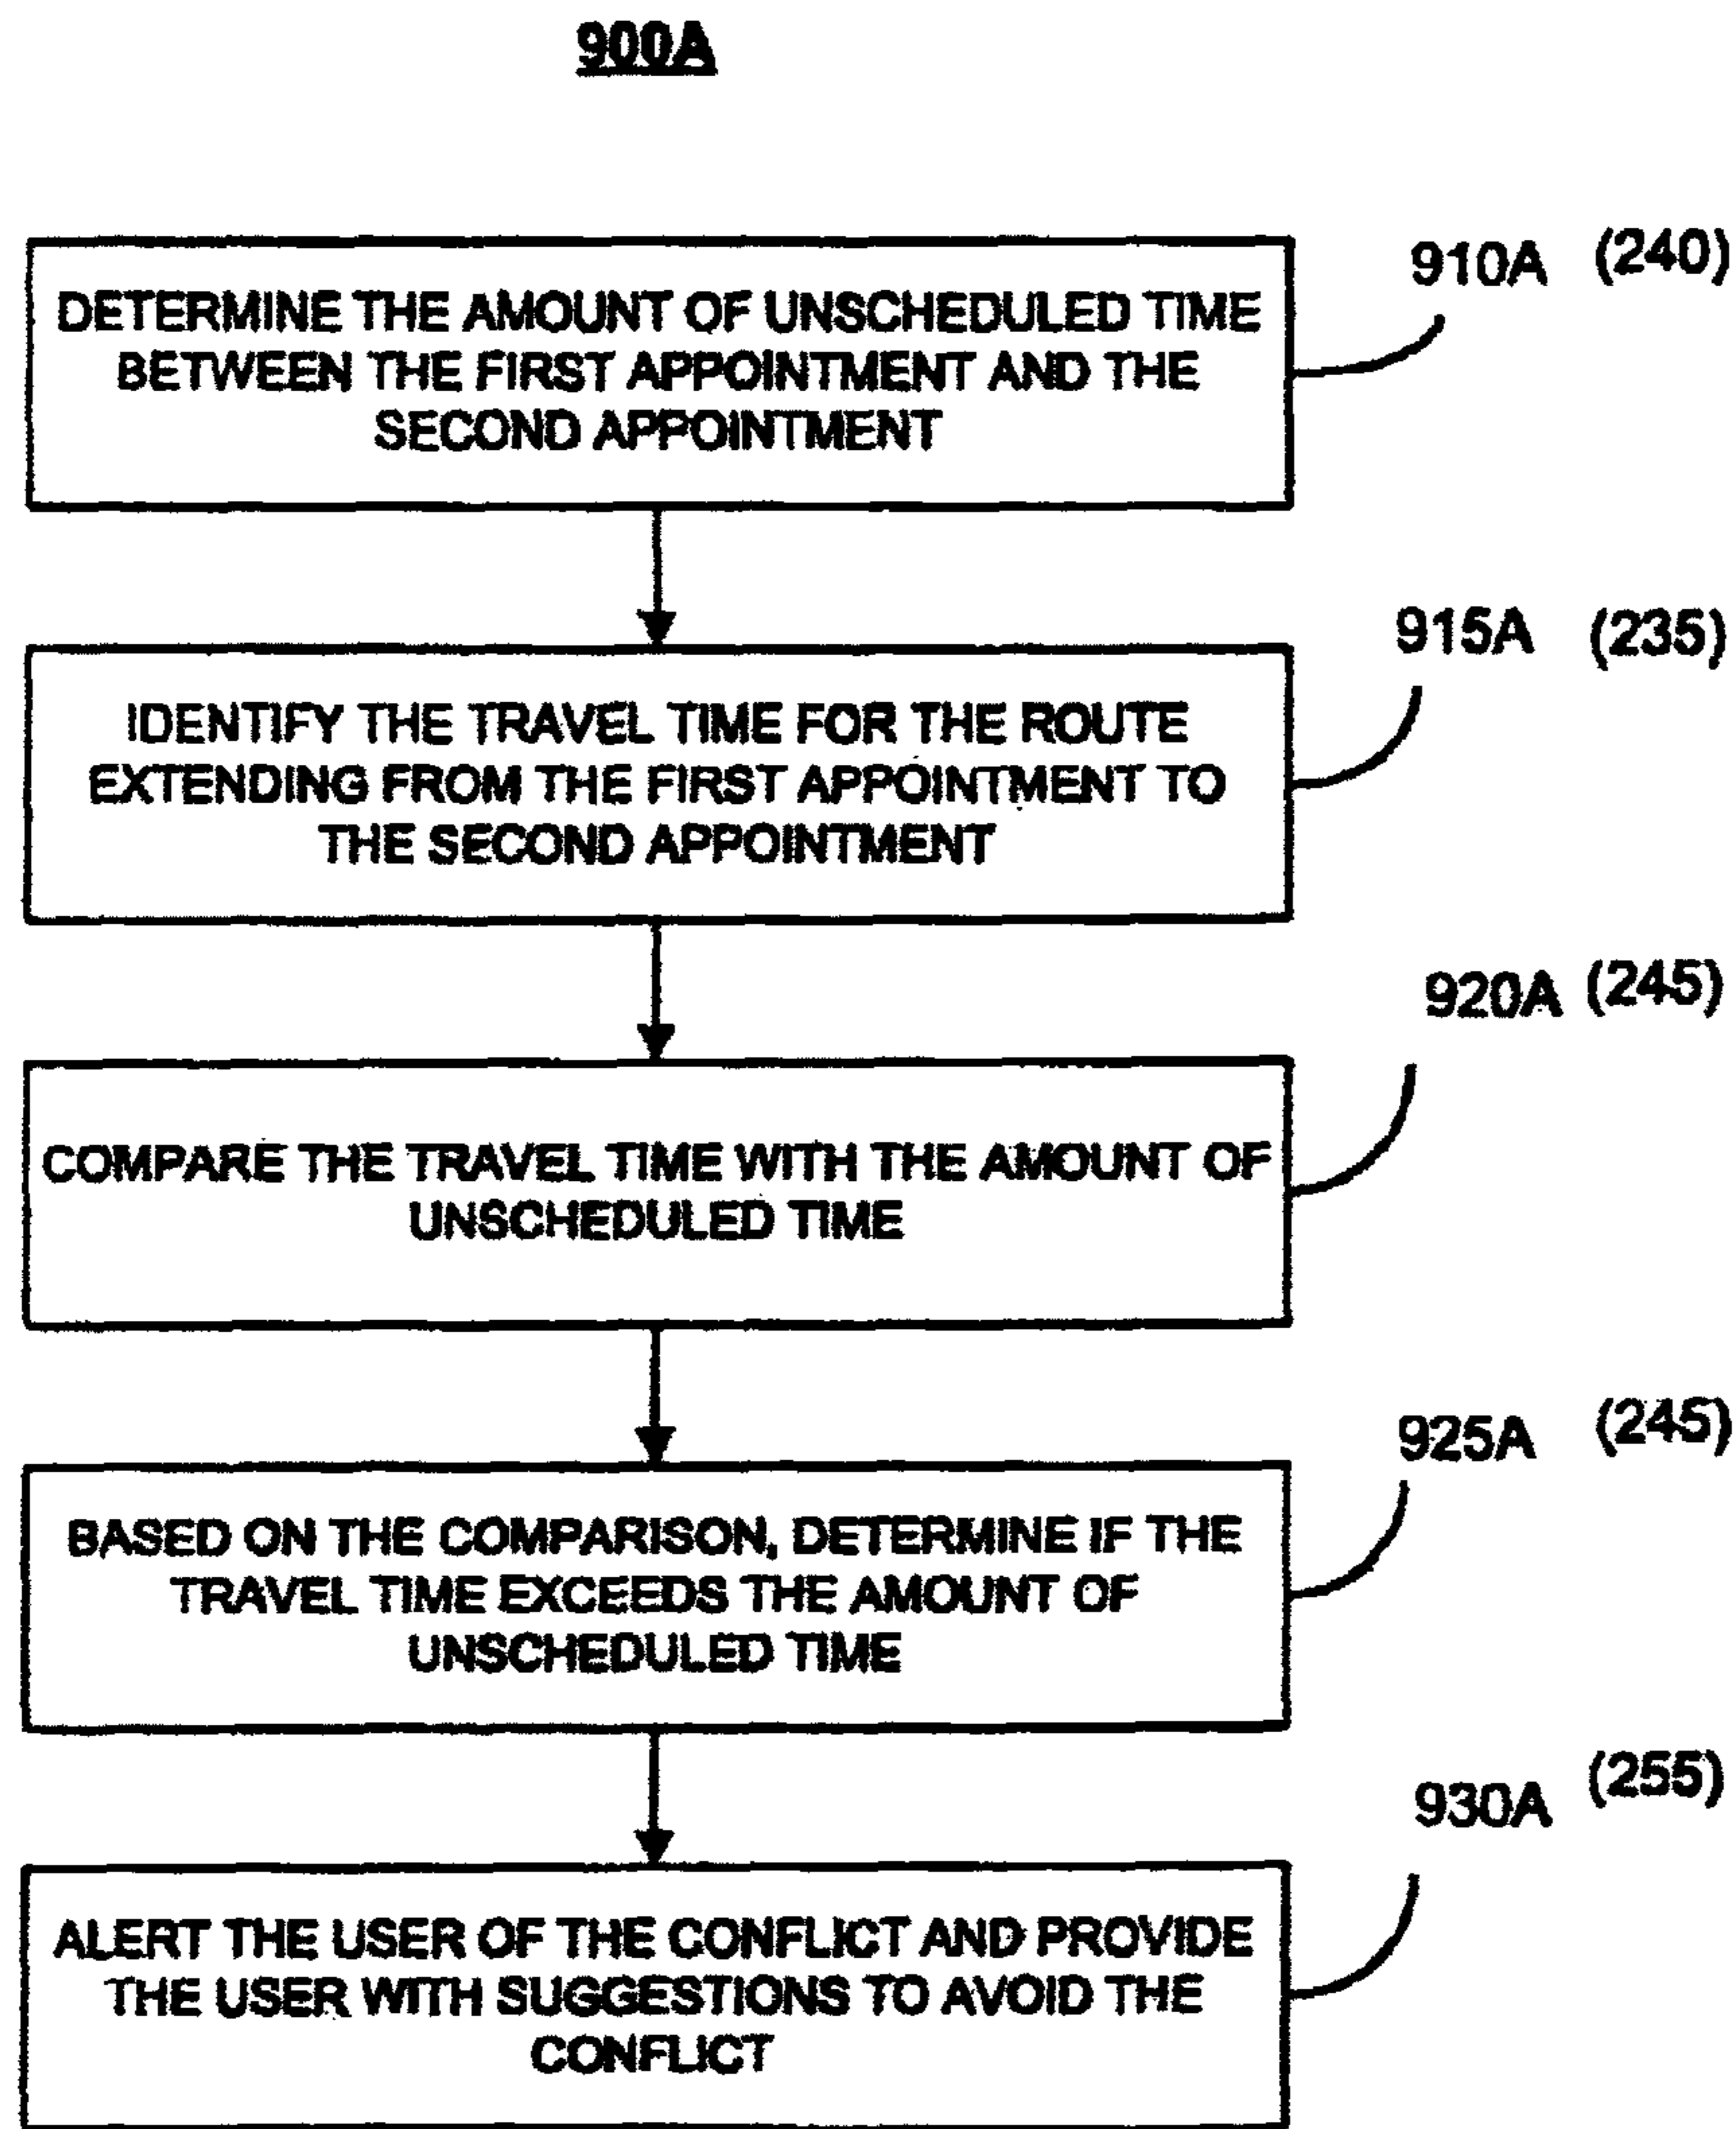 900A
910A (240)
DETERMINE THE AMOUNT OF UNSCHEDULED TIME
BETWEEN THE FIRST APPOINTMENT AND THE
SECOND APPOINTMENT
915A (235)
IDENTIFY THE TRAVEL TIME FOR THE ROUTE
EXTENDING FROM THE FIRST APPOINTMENT TO
THE SECOND APPOINTMENT
920A (245)
COMPARE THE TRAVEL TIME WITH THE AMOUNT OF
UNSCHEDULED TIME
925A (245)
BASED ON THE COMPARISON, DETERMINE IF THE
TRAVEL TIME EXCEEDS THE AMOUNT OF
UNSCHEDULED TIME
930A (255)
ALERT THE USER OF THE CONFLICT AND PROVIDE
THE USER WITH SUGGESTIONS TO AVOID THE
CONFLICT